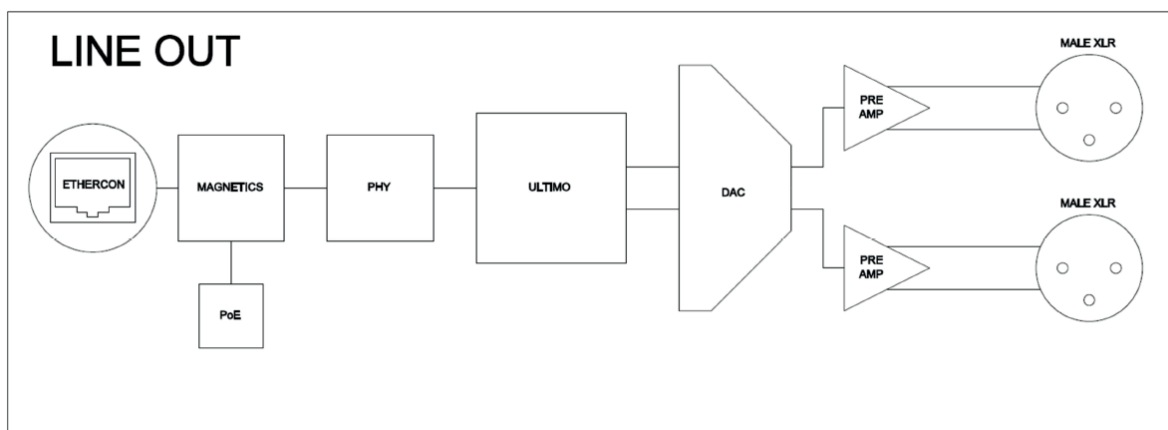 LINE OUT
ETHERCON
MAGNETICS
PoE
PHY
ULTIMO
DAC
PRE
AMP
MALE XLR
PRE
AMP
MALE XLR